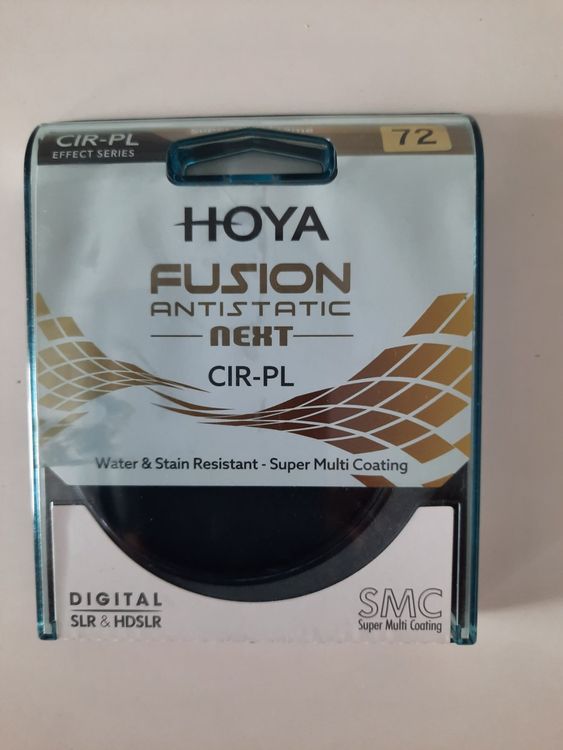 CIR-PL
EFFECT SERIES
72
HOYA
FUSION
ANTISTATIC
NEXT
CIR-PL
Water & Stain Resistant - Super Multi Coating
DIGITAL
SLR & HDSLR
SMC
Super Multi Coating